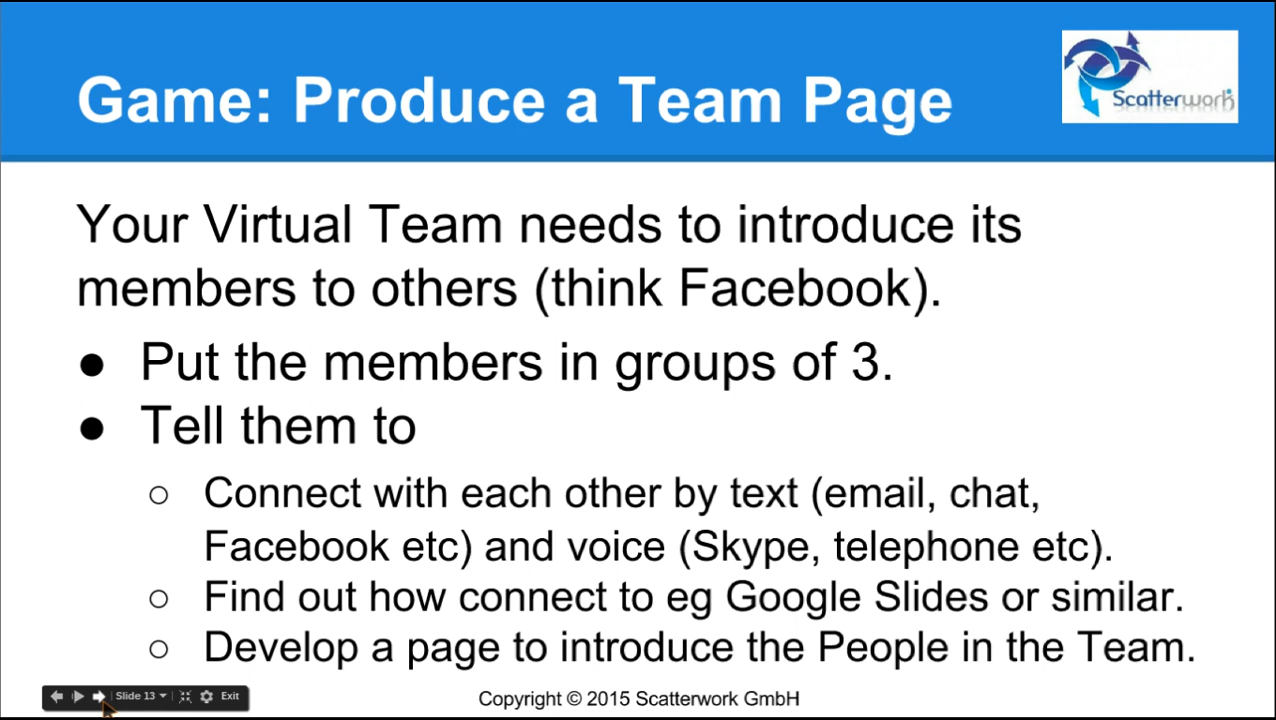 Game: Produce a Team Page
Scatterwork
Your Virtual Team needs to introduce its
members to others (think Facebook).
● Put the members in groups of 3.
● Tell them to
○ Connect with each other by text (email, chat,
Facebook etc) and voice (Skype, telephone etc).
○ Find out how connect to eg Google Slides or similar.
○ Develop a page to introduce the People in the Team.
Slide 13 Exit
Copyright © 2015 Scatterwork GmbH